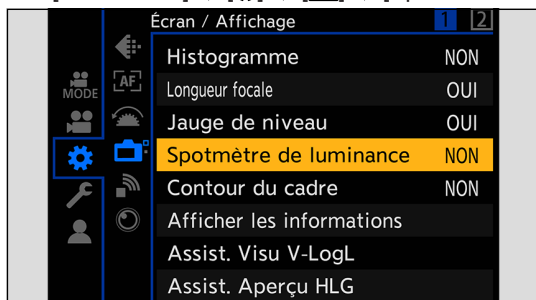 Écran / Affichage 1 2
Histogramme NON
Longueur focale OUI
Jauge de niveau OUI
Spotmètre de luminance NON
Contour du cadre NON
Afficher les informations
Assist. Visu V-LogL
Assist. Aperçu HLG
MODE
AF